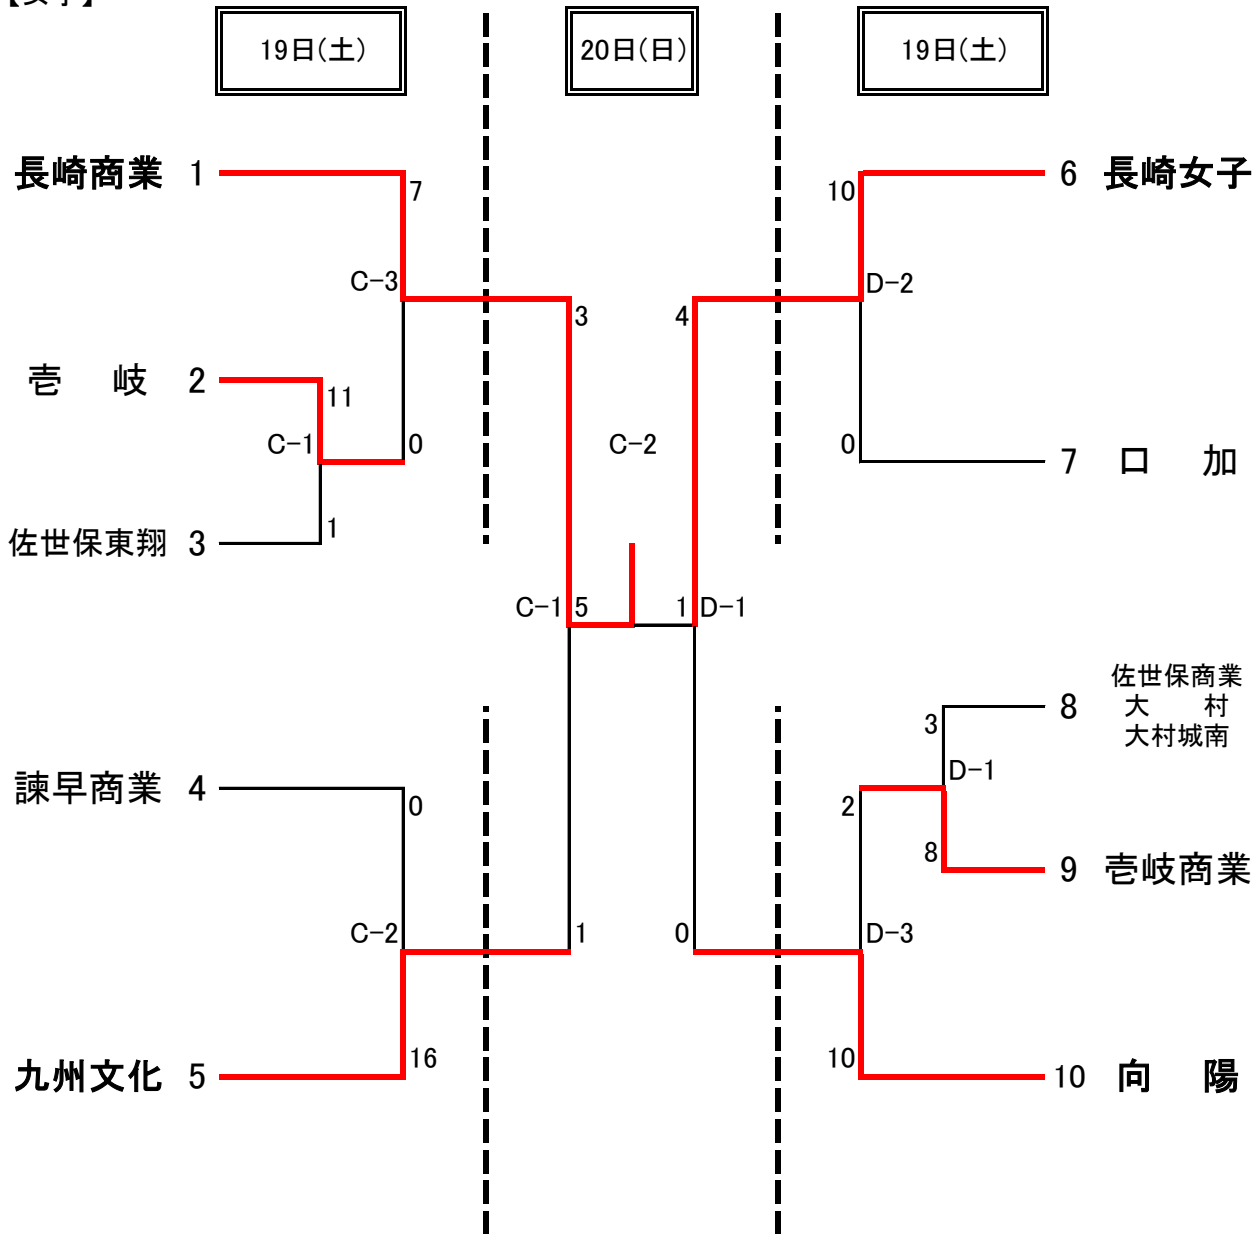 19日(土)
20日(日)
19日(土)
長崎商業 1
7
10
6 長崎女子
C-3
D-2
3
4
壱 岐 2
11
C-1
0
C-2
0
7 口 加
佐世保東翔 3
1
C-1
5
1
D-1
佐世保商業
8 大 村
大村城南
3
D-1
諫早商業 4
0
2
8
9 壱岐商業
C-2
1
0
D-3
九州文化 5
16
10
10 向 陽